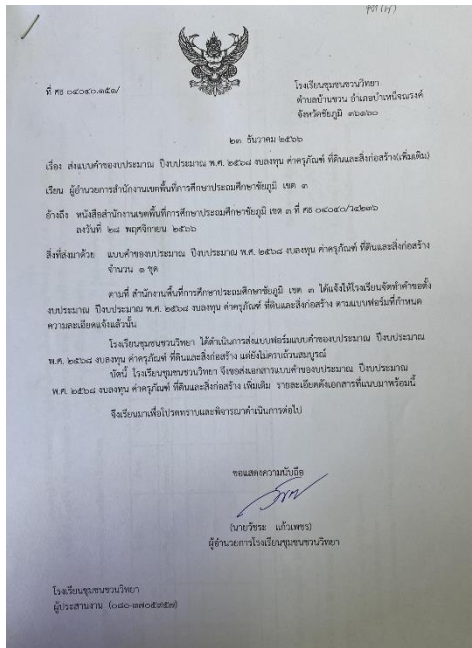 ที่ ศธ ๐๔๐๔๐.๑๕๑/
โรงเรียนชุมชนชวนวิทยา
ตำบลบ้านชวน อำเภอบำเหน็จณรงค์
จังหวัดชัยภูมิ ๓๖๑๖๐
๒๓ ธันวาคม ๒๕๖๖
เรื่อง ส่งแบบคำของบประมาณ ปีงบประมาณ พ.ศ. ๒๕๖๘ งบลงทุน ค่าครุภัณฑ์ ที่ดินและสิ่งก่อสร้าง(เพิ่มเติม)
เรียน ผู้อำนวยการสำนักงานเขตพื้นที่การศึกษาประถมศึกษาชัยภูมิ เขต ๓
อ้างถึง หนังสือสำนักงานเขตพื้นที่การศึกษาประถมศึกษาชัยภูมิ เขต ๓ ที่ ศธ ๐๔๐๔๐/ว๔๒๓๖
ลงวันที่ ๒๘ พฤศจิกายน ๒๕๖๖
สิ่งที่ส่งมาด้วย แบบคำของบประมาณ ปีงบประมาณ พ.ศ. ๒๕๖๘ งบลงทุน ค่าครุภัณฑ์ ที่ดินและสิ่งก่อสร้าง
จำนวน ๑ ชุด
ตามที่ สำนักงานพื้นที่การศึกษาประถมศึกษาชัยภูมิ เขต ๓ ได้แจ้งให้โรงเรียนจัดทำคำขอตั้ง
งบประมาณ ปีงบประมาณ พ.ศ. ๒๕๖๘ งบลงทุน ค่าครุภัณฑ์ ที่ดินและสิ่งก่อสร้าง ตามแบบฟอร์มที่กำหนด
ความละเอียดแจ้งแล้วนั้น
โรงเรียนชุมชนชวนวิทยา ได้ดำเนินการส่งแบบฟอร์มแบบคำของบประมาณ ปีงบประมาณ
พ.ศ. ๒๕๖๘ งบลงทุน ค่าครุภัณฑ์ ที่ดินและสิ่งก่อสร้าง แต่ยังไม่ครบถ้วนสมบูรณ์
บัดนี้ โรงเรียนชุมชนชวนวิทยา จึงขอส่งเอกสารแบบคำของบประมาณ ปีงบประมาณ
พ.ศ. ๒๕๖๘ งบลงทุน ค่าครุภัณฑ์ ที่ดินและสิ่งก่อสร้าง เพิ่มเติม รายละเอียดดังเอกสารที่แนบมาพร้อมนี้
จึงเรียนมาเพื่อโปรดทราบและพิจารณาดำเนินการต่อไป
ขอแสดงความนับถือ
(นายวัชระ แก้วเพชร)
ผู้อำนวยการโรงเรียนชุมชนชวนวิทยา
โรงเรียนชุมชนชวนวิทยา
ผู้ประสานงาน